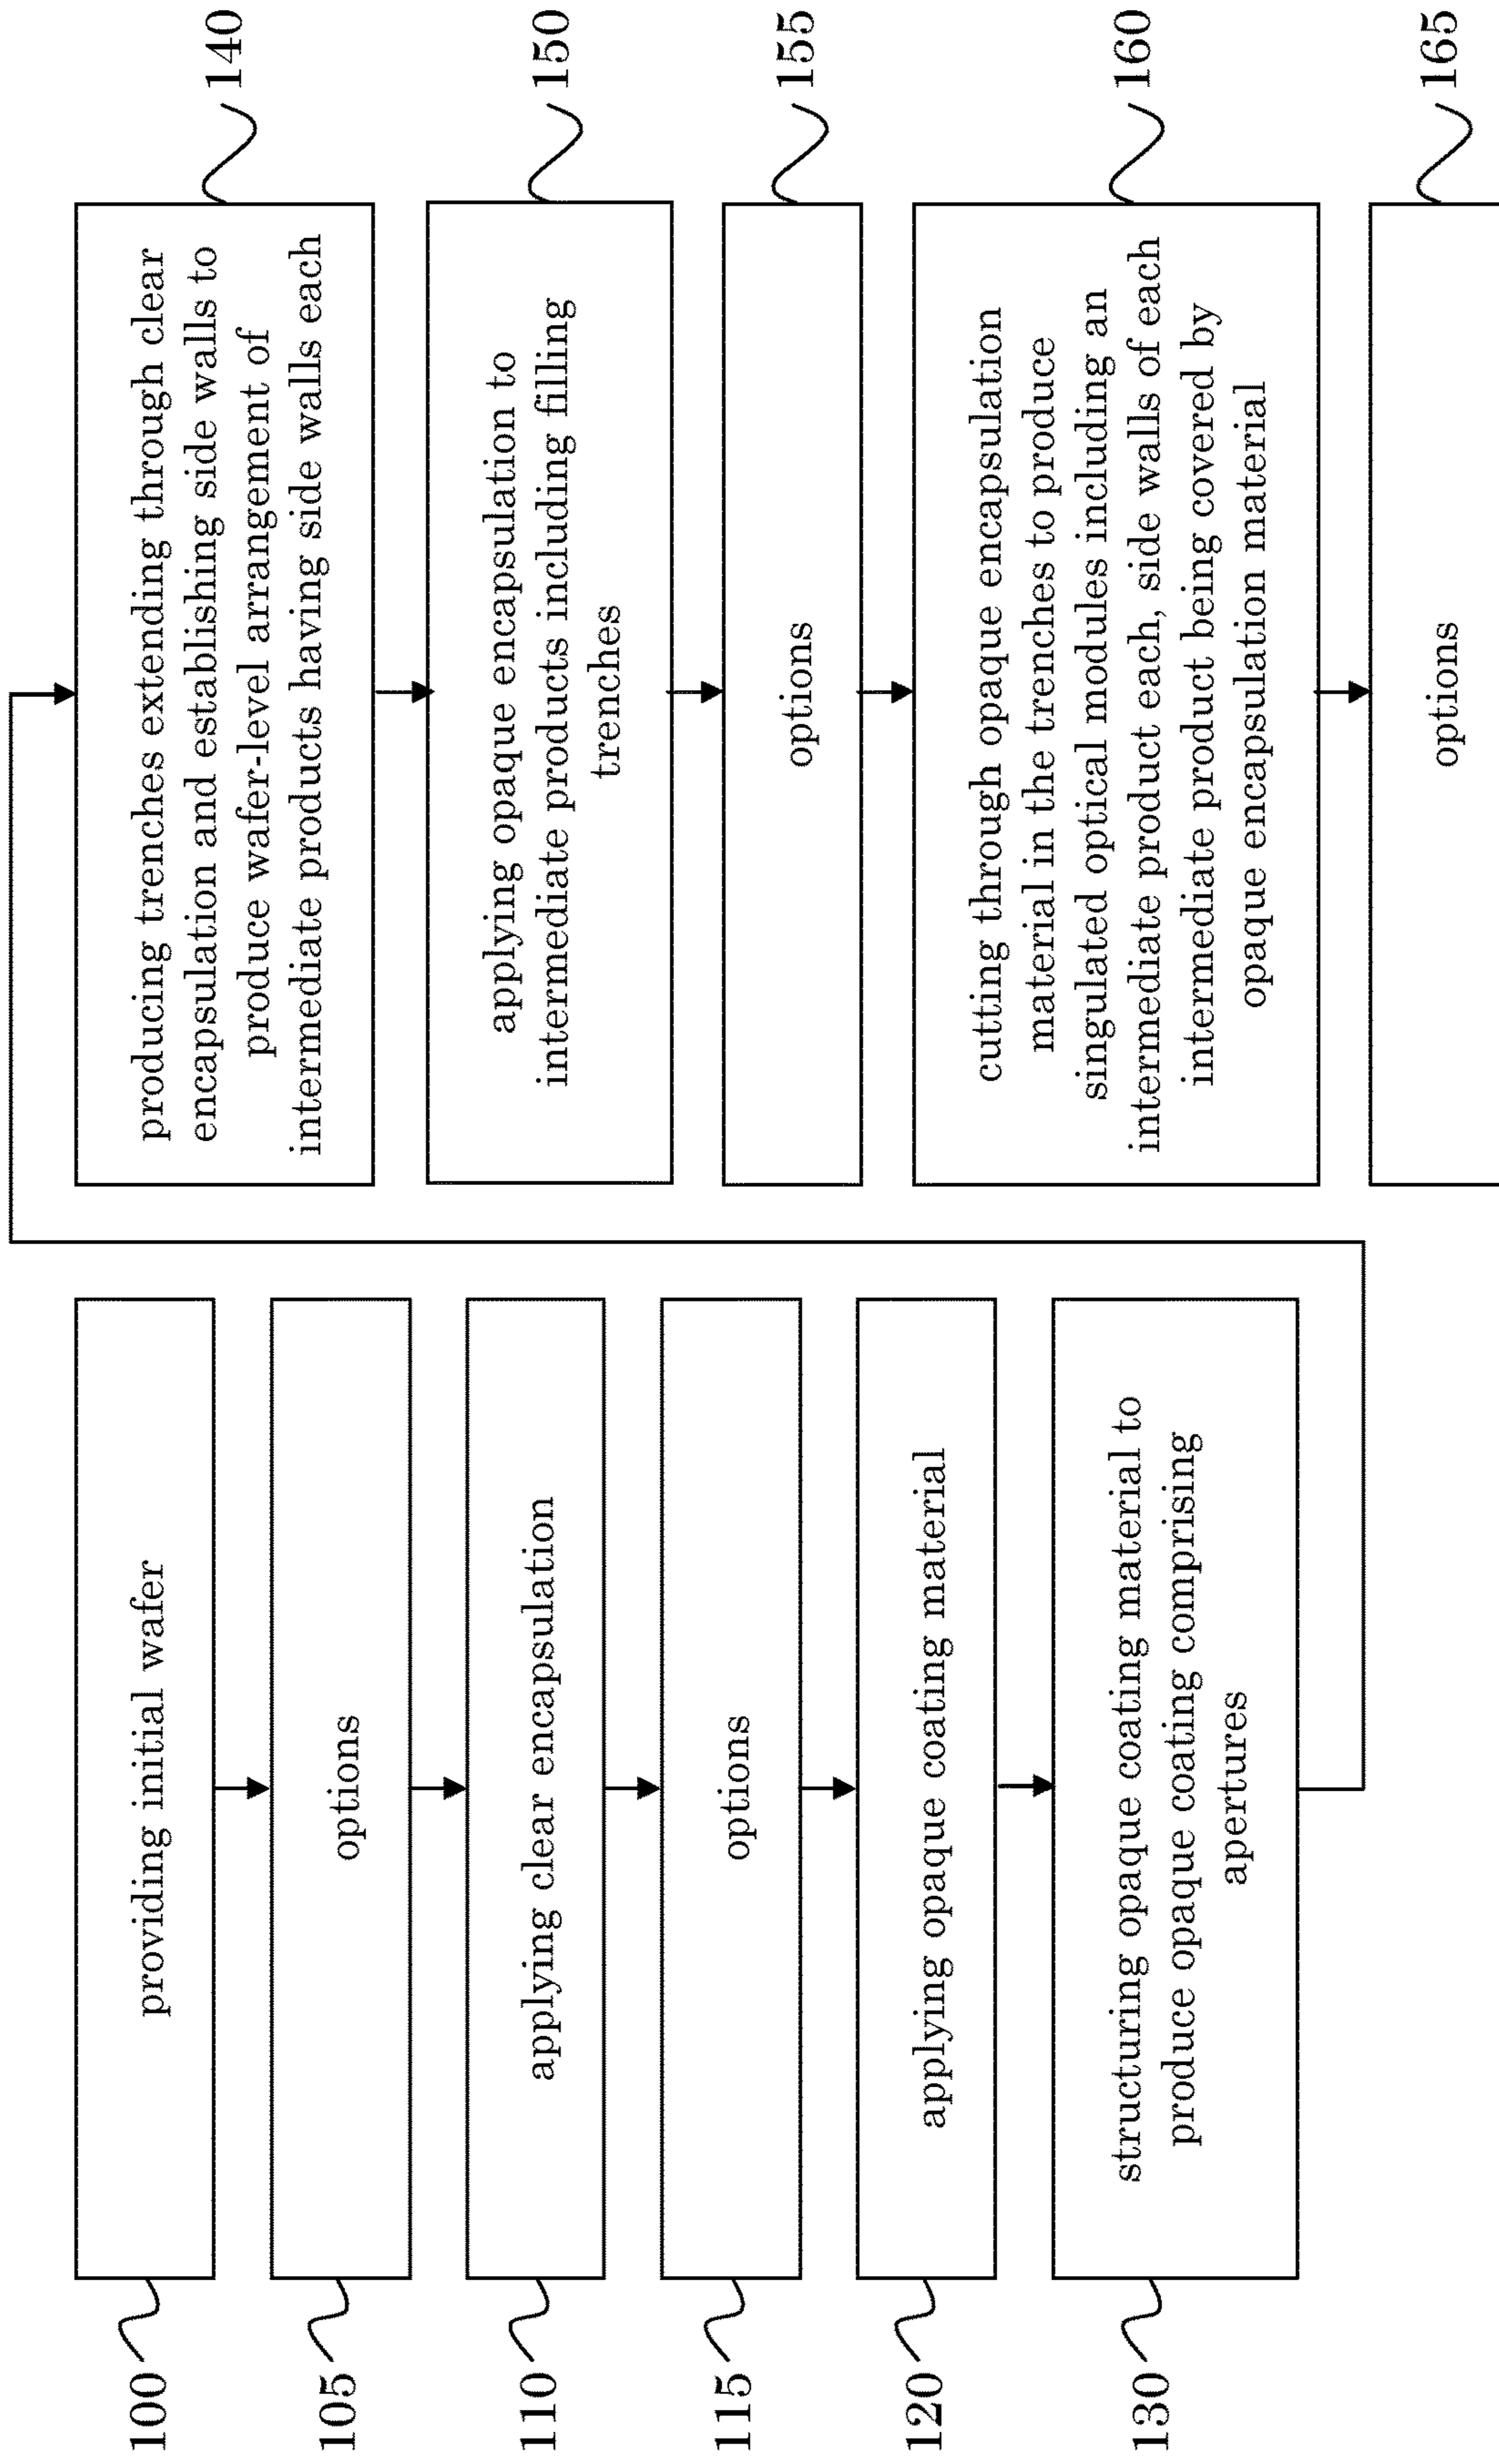 100
providing initial wafer
105
options
110
applying clear encapsulation
115
options
120
applying opaque coating material
130
structuring opaque coating material to
produce opaque coating comprising
apertures
140
producing trenches extending through clear
encapsulation and establishing side walls to
produce wafer-level arrangement of
intermediate products having side walls each
150
applying opaque encapsulation to
intermediate products including filling
trenches
155
options
160
cutting through opaque encapsulation
material in the trenches to produce
singulated optical modules including an
intermediate product each, side walls of each
intermediate product being covered by
opaque encapsulation material
165
options